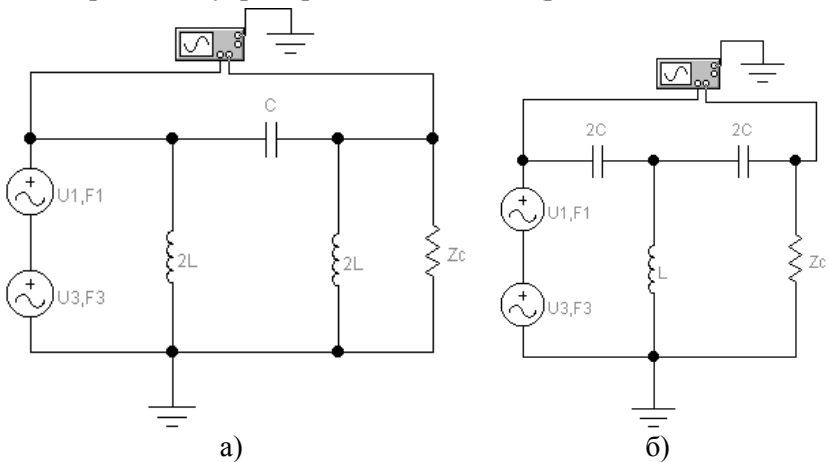 C
2C 2C
U1,F1
U1,F1
2L
2L
Zc
L
Zc
U3,F3
U3,F3
а) б)